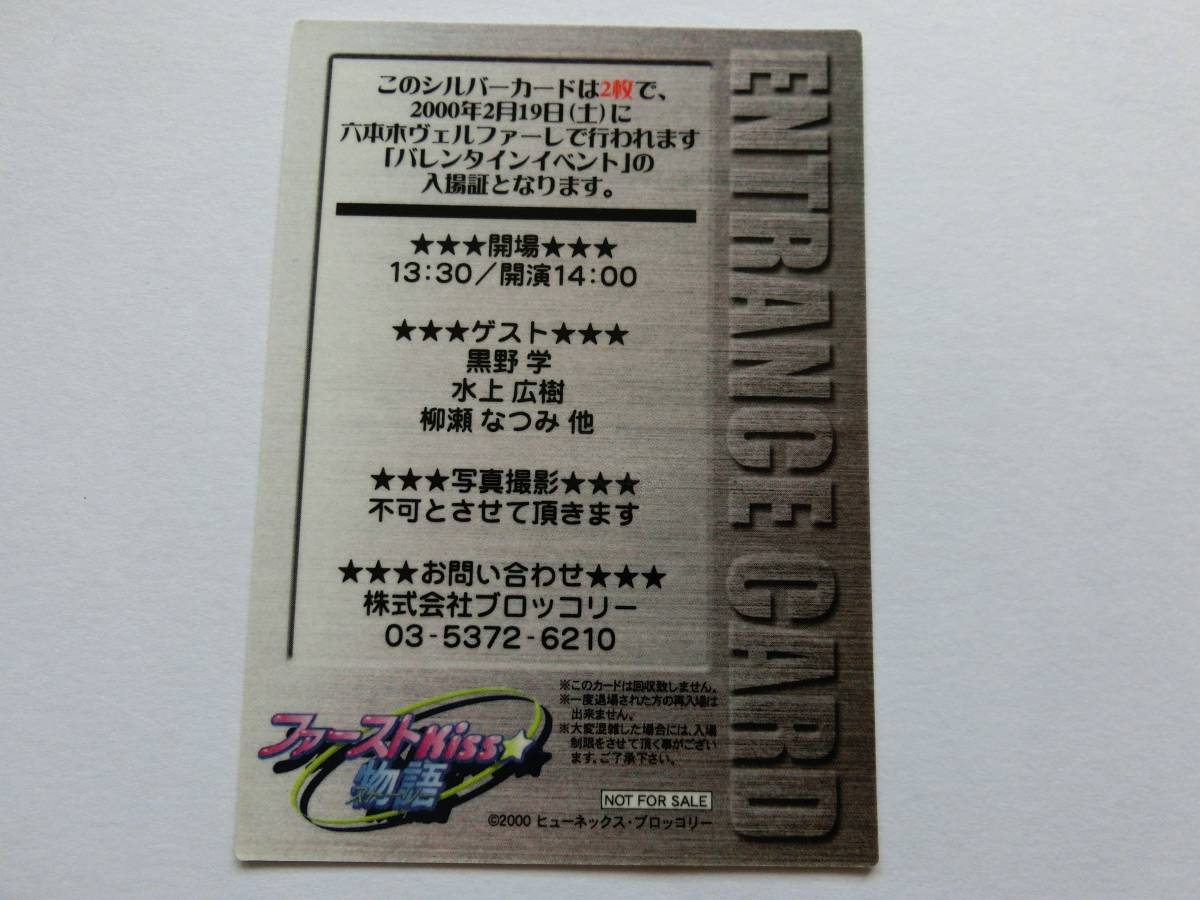 このシルバーカードは2枚で、
2000年2月19日(土)に
六本木ヴェルファーレで行われます
「バレンタインイベント」の
入場証となります。
★★★開場★★★
13:30/開演14:00
★★★ゲスト★★★
黒野 学
水上 広樹
柳瀬 なつみ 他
★★★写真撮影★★★
不可とさせて頂きます
★★★お問い合わせ★★★
株式会社ブロッコリー
03-5372-6210
※このカードは回収致しません。
※一度退場された方の再入場は
出来ません。
※大変混雑した場合には、入場
制限をさせて頂く事がござい
ます。ご了承下さい。
ファーストKiss☆
物語
ストーリー
NOT FOR SALE
©2000 ヒューネックス・ブロッコリー
ENTRANCE CARD